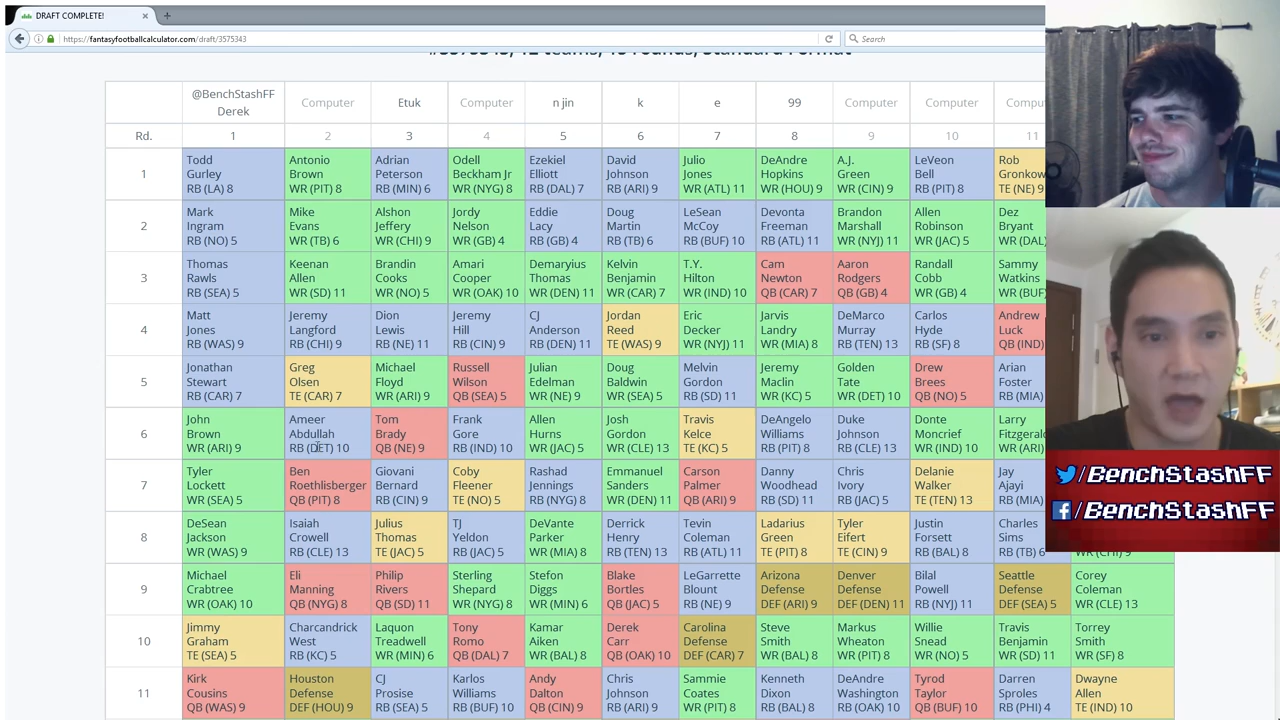 DRAFT COMPLETE!
https://fantasyfootballcalculator.com/draft/3575343
Search
#3575343, 12 teams, 15 rounds, Standard Format
@BenchStashFF Derek Computer Etuk Computer n jin k e 99 Computer Computer Compu
Rd. 1 2 3 4 5 6 7 8 9 10 11
1
Todd Antonio Adrian Odell Ezekiel David Julio DeAndre A.J. LeVeon Rob
Gurley Brown Peterson Beckham Jr Elliott Johnson Jones Hopkins Green Bell Gronkow
RB (LA) 8 WR (PIT) 8 RB (MIN) 6 WR (NYG) 8 RB (DAL) 7 RB (ARI) 9 WR (ATL) 11 WR (HOU) 9 WR (CIN) 9 RB (PIT) 8 TE (NE) 9
2
Mark Mike Alshon Jordy Eddie Doug LeSean Devonta Brandon Allen Dez
Ingram Evans Jeffery Nelson Lacy Martin McCoy Freeman Marshall Robinson Bryant
RB (NO) 5 WR (TB) 6 WR (CHI) 9 WR (GB) 4 RB (GB) 4 RB (TB) 6 RB (BUF) 10 RB (ATL) 11 WR (NYJ) 11 WR (JAC) 5 WR (DAL)
3
Thomas Keenan Brandin Amari Demaryius Kelvin T.Y. Cam Aaron Randall Sammy
Rawls Allen Cooks Cooper Thomas Benjamin Hilton Newton Rodgers Cobb Watkins
RB (SEA) 5 WR (SD) 11 WR (NO) 5 WR (OAK) 10 WR (DEN) 11 WR (CAR) 7 WR (IND) 10 QB (CAR) 7 QB (GB) 4 WR (GB) 4 WR (BUF)
4
Matt Jeremy Dion Jeremy CJ Jordan Eric Jarvis DeMarco Carlos Andrew
Jones Langford Lewis Hill Anderson Reed Decker Landry Murray Hyde Luck
RB (WAS) 9 RB (CHI) 9 RB (NE) 11 RB (CIN) 9 RB (DEN) 11 TE (WAS) 9 WR (NYJ) 11 WR (MIA) 8 RB (TEN) 13 RB (SF) 8 QB (IND)
5
Jonathan Greg Michael Russell Julian Doug Melvin Jeremy Golden Drew Arian
Stewart Olsen Floyd Wilson Edelman Baldwin Gordon Maclin Tate Brees Foster
RB (CAR) 7 TE (CAR) 7 WR (ARI) 9 QB (SEA) 5 WR (NE) 9 WR (SEA) 5 RB (SD) 11 WR (KC) 5 WR (DET) 10 QB (NO) 5 RB (MIA)
6
John Ameer Tom Frank Allen Josh Travis DeAngelo Duke Donte Larry
Brown Abdullah Brady Gore Hurns Gordon Kelce Williams Johnson Moncrief Fitzgeral
WR (ARI) 9 RB (DET) 10 QB (NE) 9 RB (IND) 10 WR (JAC) 5 WR (CLE) 13 TE (KC) 5 RB (PIT) 8 RB (CLE) 13 WR (IND) 10 WR (ARI)
7
Tyler Ben Giovani Coby Rashad Emmanuel Carson Danny Chris Delanie Jay
Lockett Roethlisberger Bernard Fleener Jennings Sanders Palmer Woodhead Ivory Walker Ajayi
WR (SEA) 5 QB (PIT) 8 RB (CIN) 9 TE (NO) 5 RB (NYG) 8 WR (DEN) 11 QB (ARI) 9 RB (SD) 11 RB (JAC) 5 TE (TEN) 13 RB (MIA)
8
DeSean Isaiah Julius TJ DeVante Derrick Tevin Ladarius Tyler Justin Charles
Jackson Crowell Thomas Yeldon Parker Henry Coleman Green Eifert Forsett Sims
WR (WAS) 9 RB (CLE) 13 TE (JAC) 5 RB (JAC) 5 WR (MIA) 8 RB (TEN) 13 RB (ATL) 11 TE (PIT) 8 TE (CIN) 9 RB (BAL) 8 RB (TB) 6 WR (CHI) 9
9
Michael Eli Philip Sterling Stefon Blake LeGarrette Arizona Denver Bilal Seattle Corey
Crabtree Manning Rivers Shepard Diggs Bortles Blount Defense Defense Powell Defense Coleman
WR (OAK) 10 QB (NYG) 8 QB (SD) 11 WR (NYG) 8 WR (MIN) 6 QB (JAC) 5 RB (NE) 9 DEF (ARI) 9 DEF (DEN) 11 RB (NYJ) 11 DEF (SEA) 5 WR (CLE) 13
10
Jimmy Charcandrick Laquon Tony Kamar Derek Carolina Steve Markus Willie Travis Torrey
Graham West Treadwell Romo Aiken Carr Defense Smith Wheaton Snead Benjamin Smith
TE (SEA) 5 RB (KC) 5 WR (MIN) 6 QB (DAL) 7 WR (BAL) 8 QB (OAK) 10 DEF (CAR) 7 WR (BAL) 8 WR (PIT) 8 WR (NO) 5 WR (SD) 11 WR (SF) 8
11
Kirk Houston CJ Karlos Andy Chris Sammie Kenneth DeAndre Tyrod Darren Dwayne
Cousins Defense Prosise Williams Dalton Johnson Coates Dixon Washington Taylor Sproles Allen
QB (WAS) 9 DEF (HOU) 9 RB (SEA) 5 RB (BUF) 10 QB (CIN) 9 RB (ARI) 9 WR (PIT) 8 RB (BAL) 8 RB (OAK) 9 QB (BUF) 10 RB (PHI) 4 TE (IND) 10
/BenchStashFF
/BenchStashFF